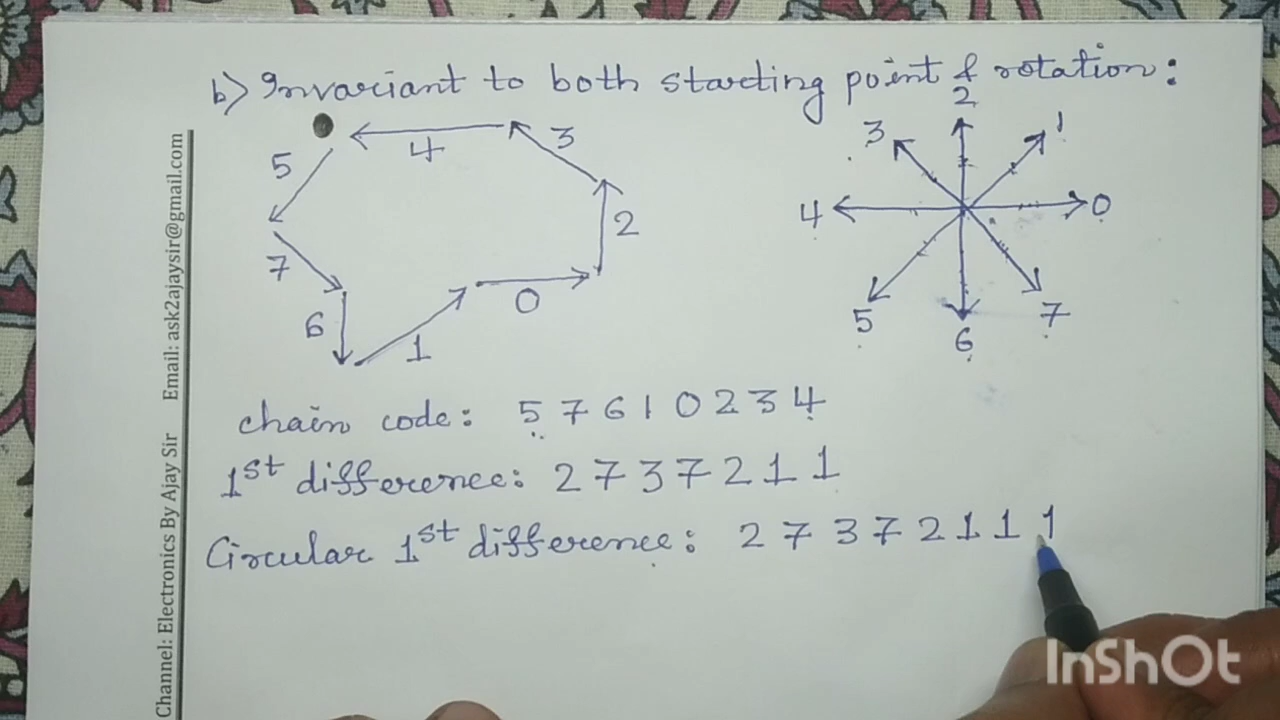 b) Invariant to both starting point & rotation:
4
3
5
2
7
0
6
1
2
3
1
4
0
5
7
6
chain code: 5 7 6 1 0 2 3 4
1st difference: 2 7 3 7 2 1 1
Circular 1st difference: 2 7 3 7 2 1 1 1
Channel: Electronics By Ajay Sir Email: ask2ajaysir@gmail.com
InShOt